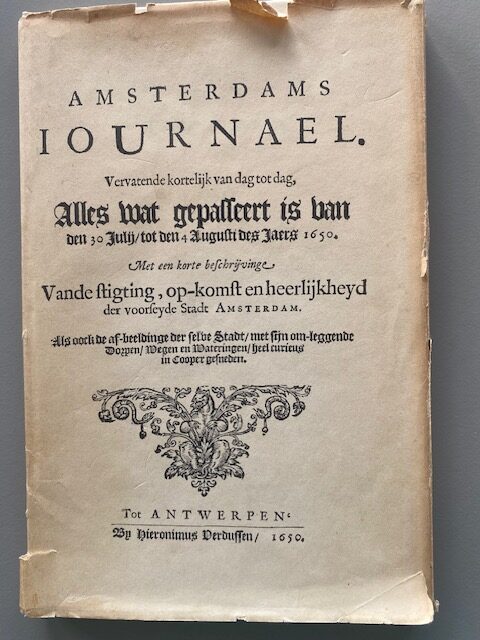 AMSTERDAMS
IOURNAEL.
Vervatende kortelijk van dag tot dag,
Alles wat gepasseert is van
den 30 Julij/ tot den 4 Augusti des Jaers 1650.
Met een korte beschrijvinge
Vande stigting, op-komst en heerlijkheyd
der voorseyde Stadt AMSTERDAM.
Als oock de af-beeldinge der selve Stadt/ met sijn om-leggende
Dorpen/ Wegen en Wateringen/ heel curieus
in Cooper gesneden.
Tot ANTWERPEN
By Hieronimus Verdussen/ 1650.